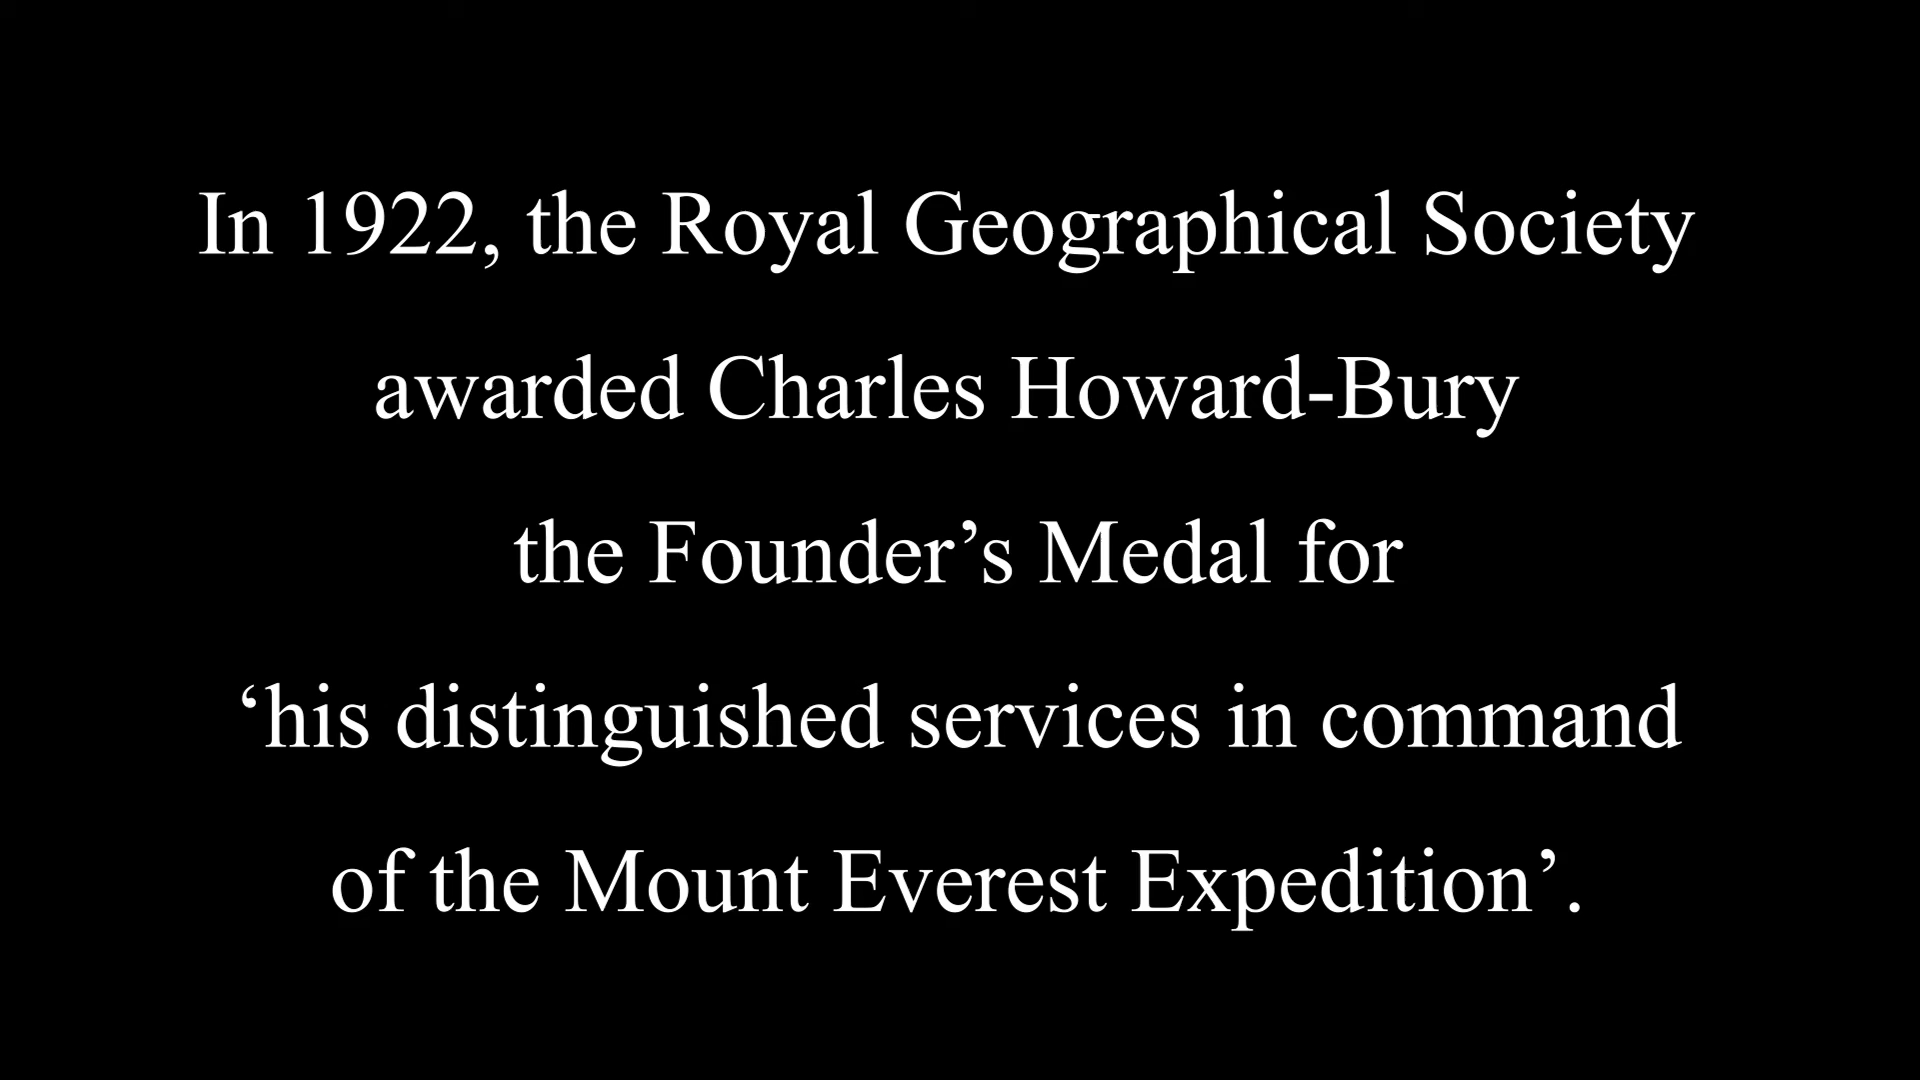 In 1922, the Royal Geographical Society
awarded Charles Howard-Bury
the Founder’s Medal for
‘his distinguished services in command
of the Mount Everest Expedition’.